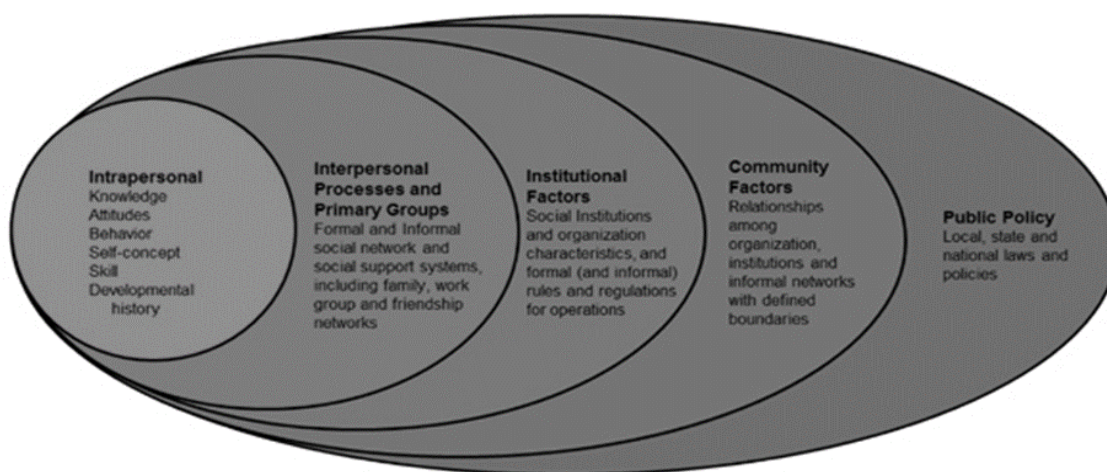 Intrapersonal
Knowledge
Attitudes
Behavior
Self-concept
Skill
Developmental
history
Interpersonal
Processes and
Primary Groups
Formal and Informal
social network and
social support systems,
including family, work
group and friendship
networks
Institutional
Factors
Social Institutions
and organization
characteristics, and
formal (and informal)
rules and regulations
for operations
Community
Factors
Relationships
among
organization,
institutions and
informal networks
with defined
boundaries
Public Policy
Local, state and
national laws and
policies